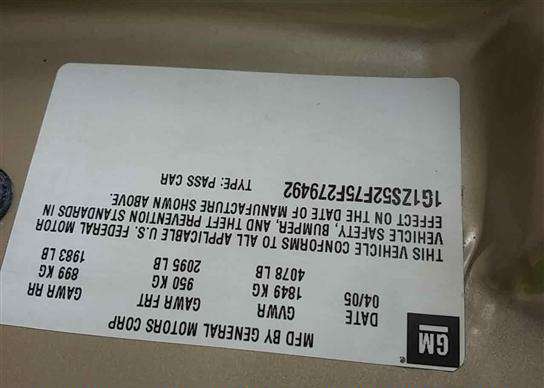 GM®
MFD BY GENERAL MOTORS CORP
DATE GVWR GAWR FRT GAWR RR
04/05 1849 KG 950 KG 899 KG
4078 LB 2095 LB 1983 LB
THIS VEHICLE CONFORMS TO ALL APPLICABLE U.S. FEDERAL MOTOR
VEHICLE SAFETY, BUMPER, AND THEFT PREVENTION STANDARDS IN
EFFECT ON THE DATE OF MANUFACTURE SHOWN ABOVE.
1G1ZS52F75F279492 TYPE: PASS CAR